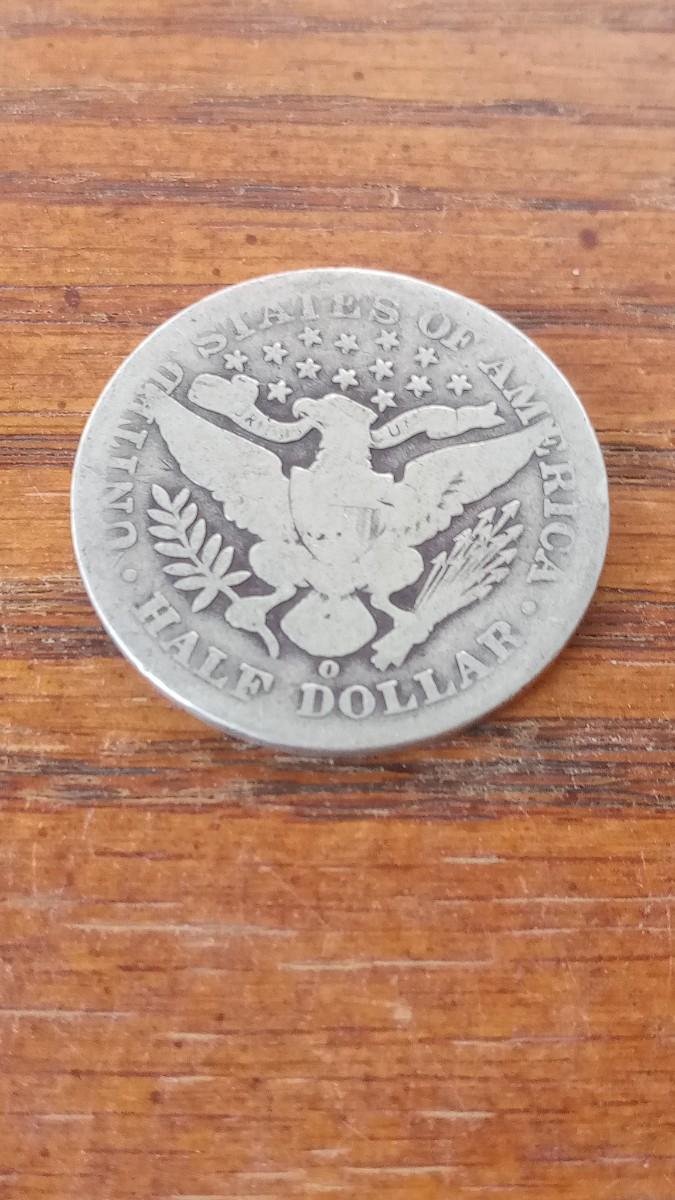 UNITED STATES OF AMERICA
O
· HALF DOLLAR ·